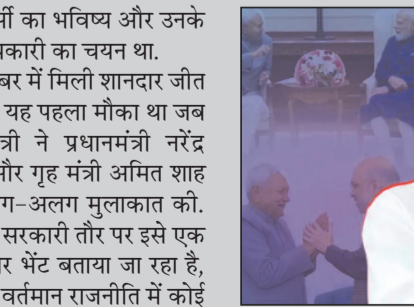 र्सी का भविष्य और उनके
धिकारी का चयन था.
बर में मिली शानदार जीत
यह पहला मौका था जब
त्री ने प्रधानमंत्री नरेंद्र
और गृह मंत्री अमित शाह
ग-अलग मुलाकात की.
सरकारी तौर पर इसे एक
र भेंट बताया जा रहा है,
वर्तमान राजनीति में कोई